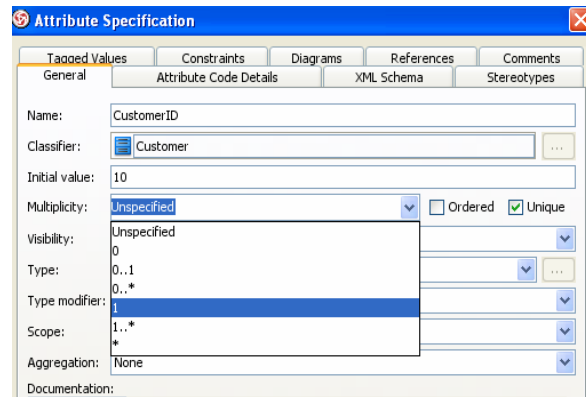 Attribute Specification
Tagged Values Constraints Diagrams References Comments
General Attribute Code Details XML Schema Stereotypes
Name: CustomerID
Classifier: Customer ...
Initial value: 10
Multiplicity: Unspecified Ordered Unique
Visibility: Unspecified
0
Type: 0..1 ...
0..*
Type modifier: 1
Scope: 1..*
*
Aggregation: None
Documentation: